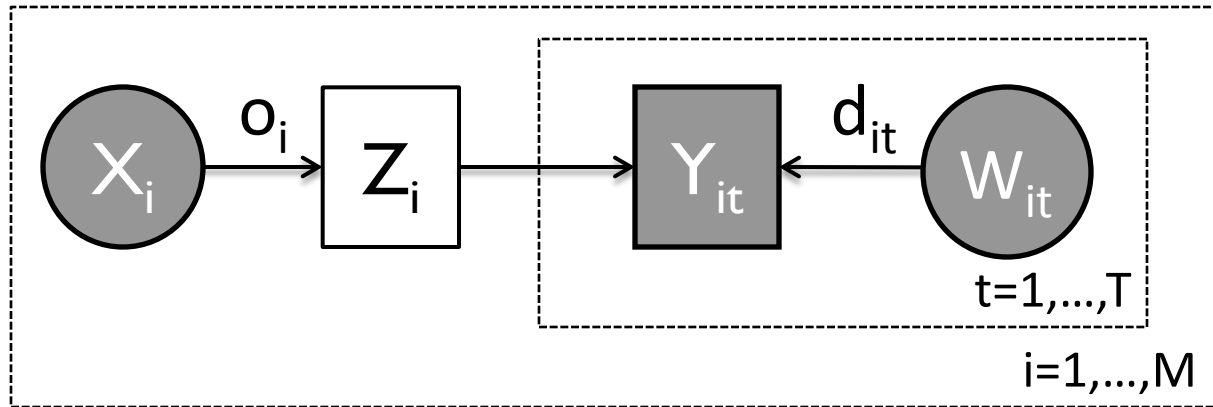 X_i o_i Z_i Y_it d_it W_it
t=1,...,T
i=1,...,M